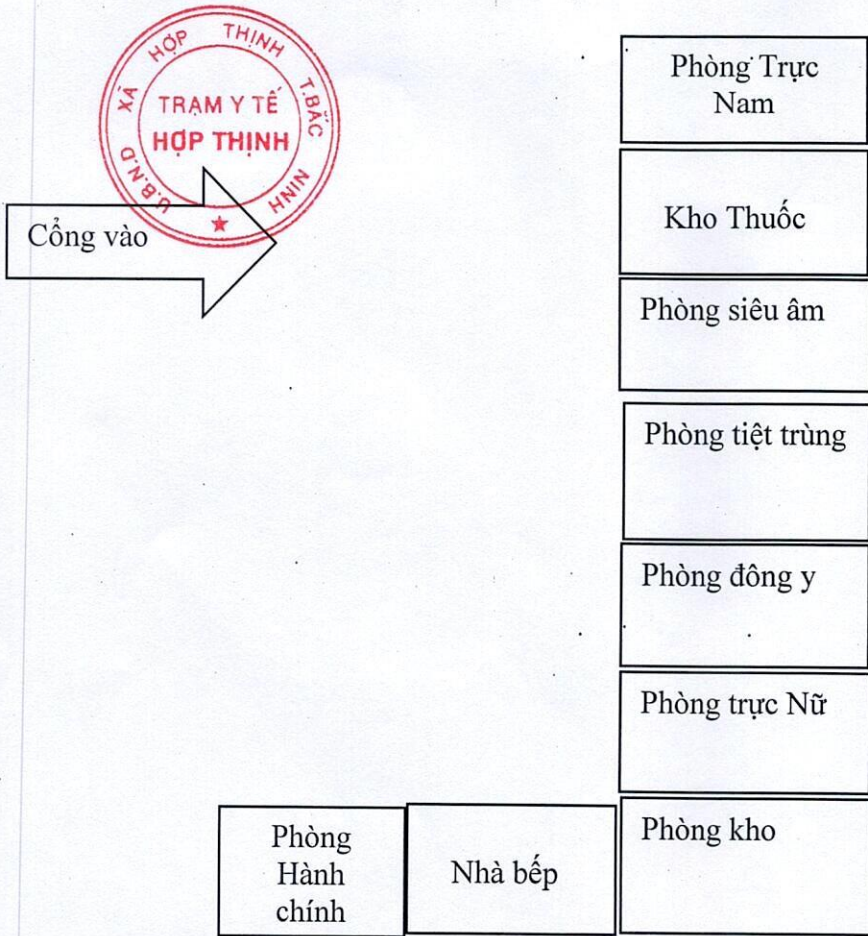 U.B.N.D XÃ HỢP THỊNH T.BẮC NINH
TRẠM Y TẾ
HỢP THỊNH
Cổng vào
Phòng Trực
Nam
Kho Thuốc
Phòng siêu âm
Phòng tiệt trùng
Phòng đông y
Phòng trực Nữ
Phòng kho
Phòng
Hành
chính
Nhà bếp